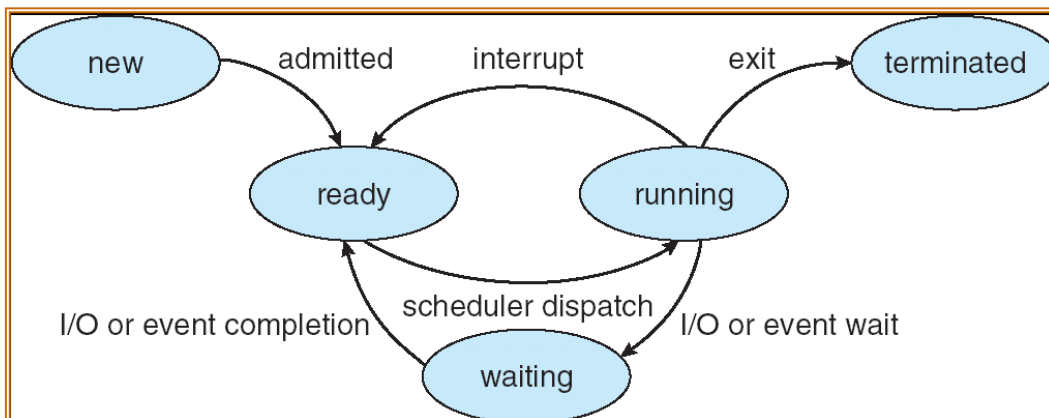 new
admitted
interrupt
exit
terminated
ready
running
I/O or event completion
scheduler dispatch
I/O or event wait
waiting